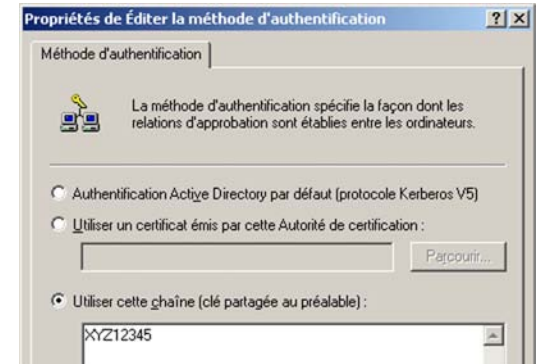 Propriétés de Éditer la méthode d'authentification
Méthode d'authentification
La méthode d'authentification spécifie la façon dont les
relations d'approbation sont établies entre les ordinateurs.
Authentification Active Directory par défaut (protocole Kerberos V5)
Utiliser un certificat émis par cette Autorité de certification :
Parcourir...
Utiliser cette chaîne (clé partagée au préalable) :
XYZ12345